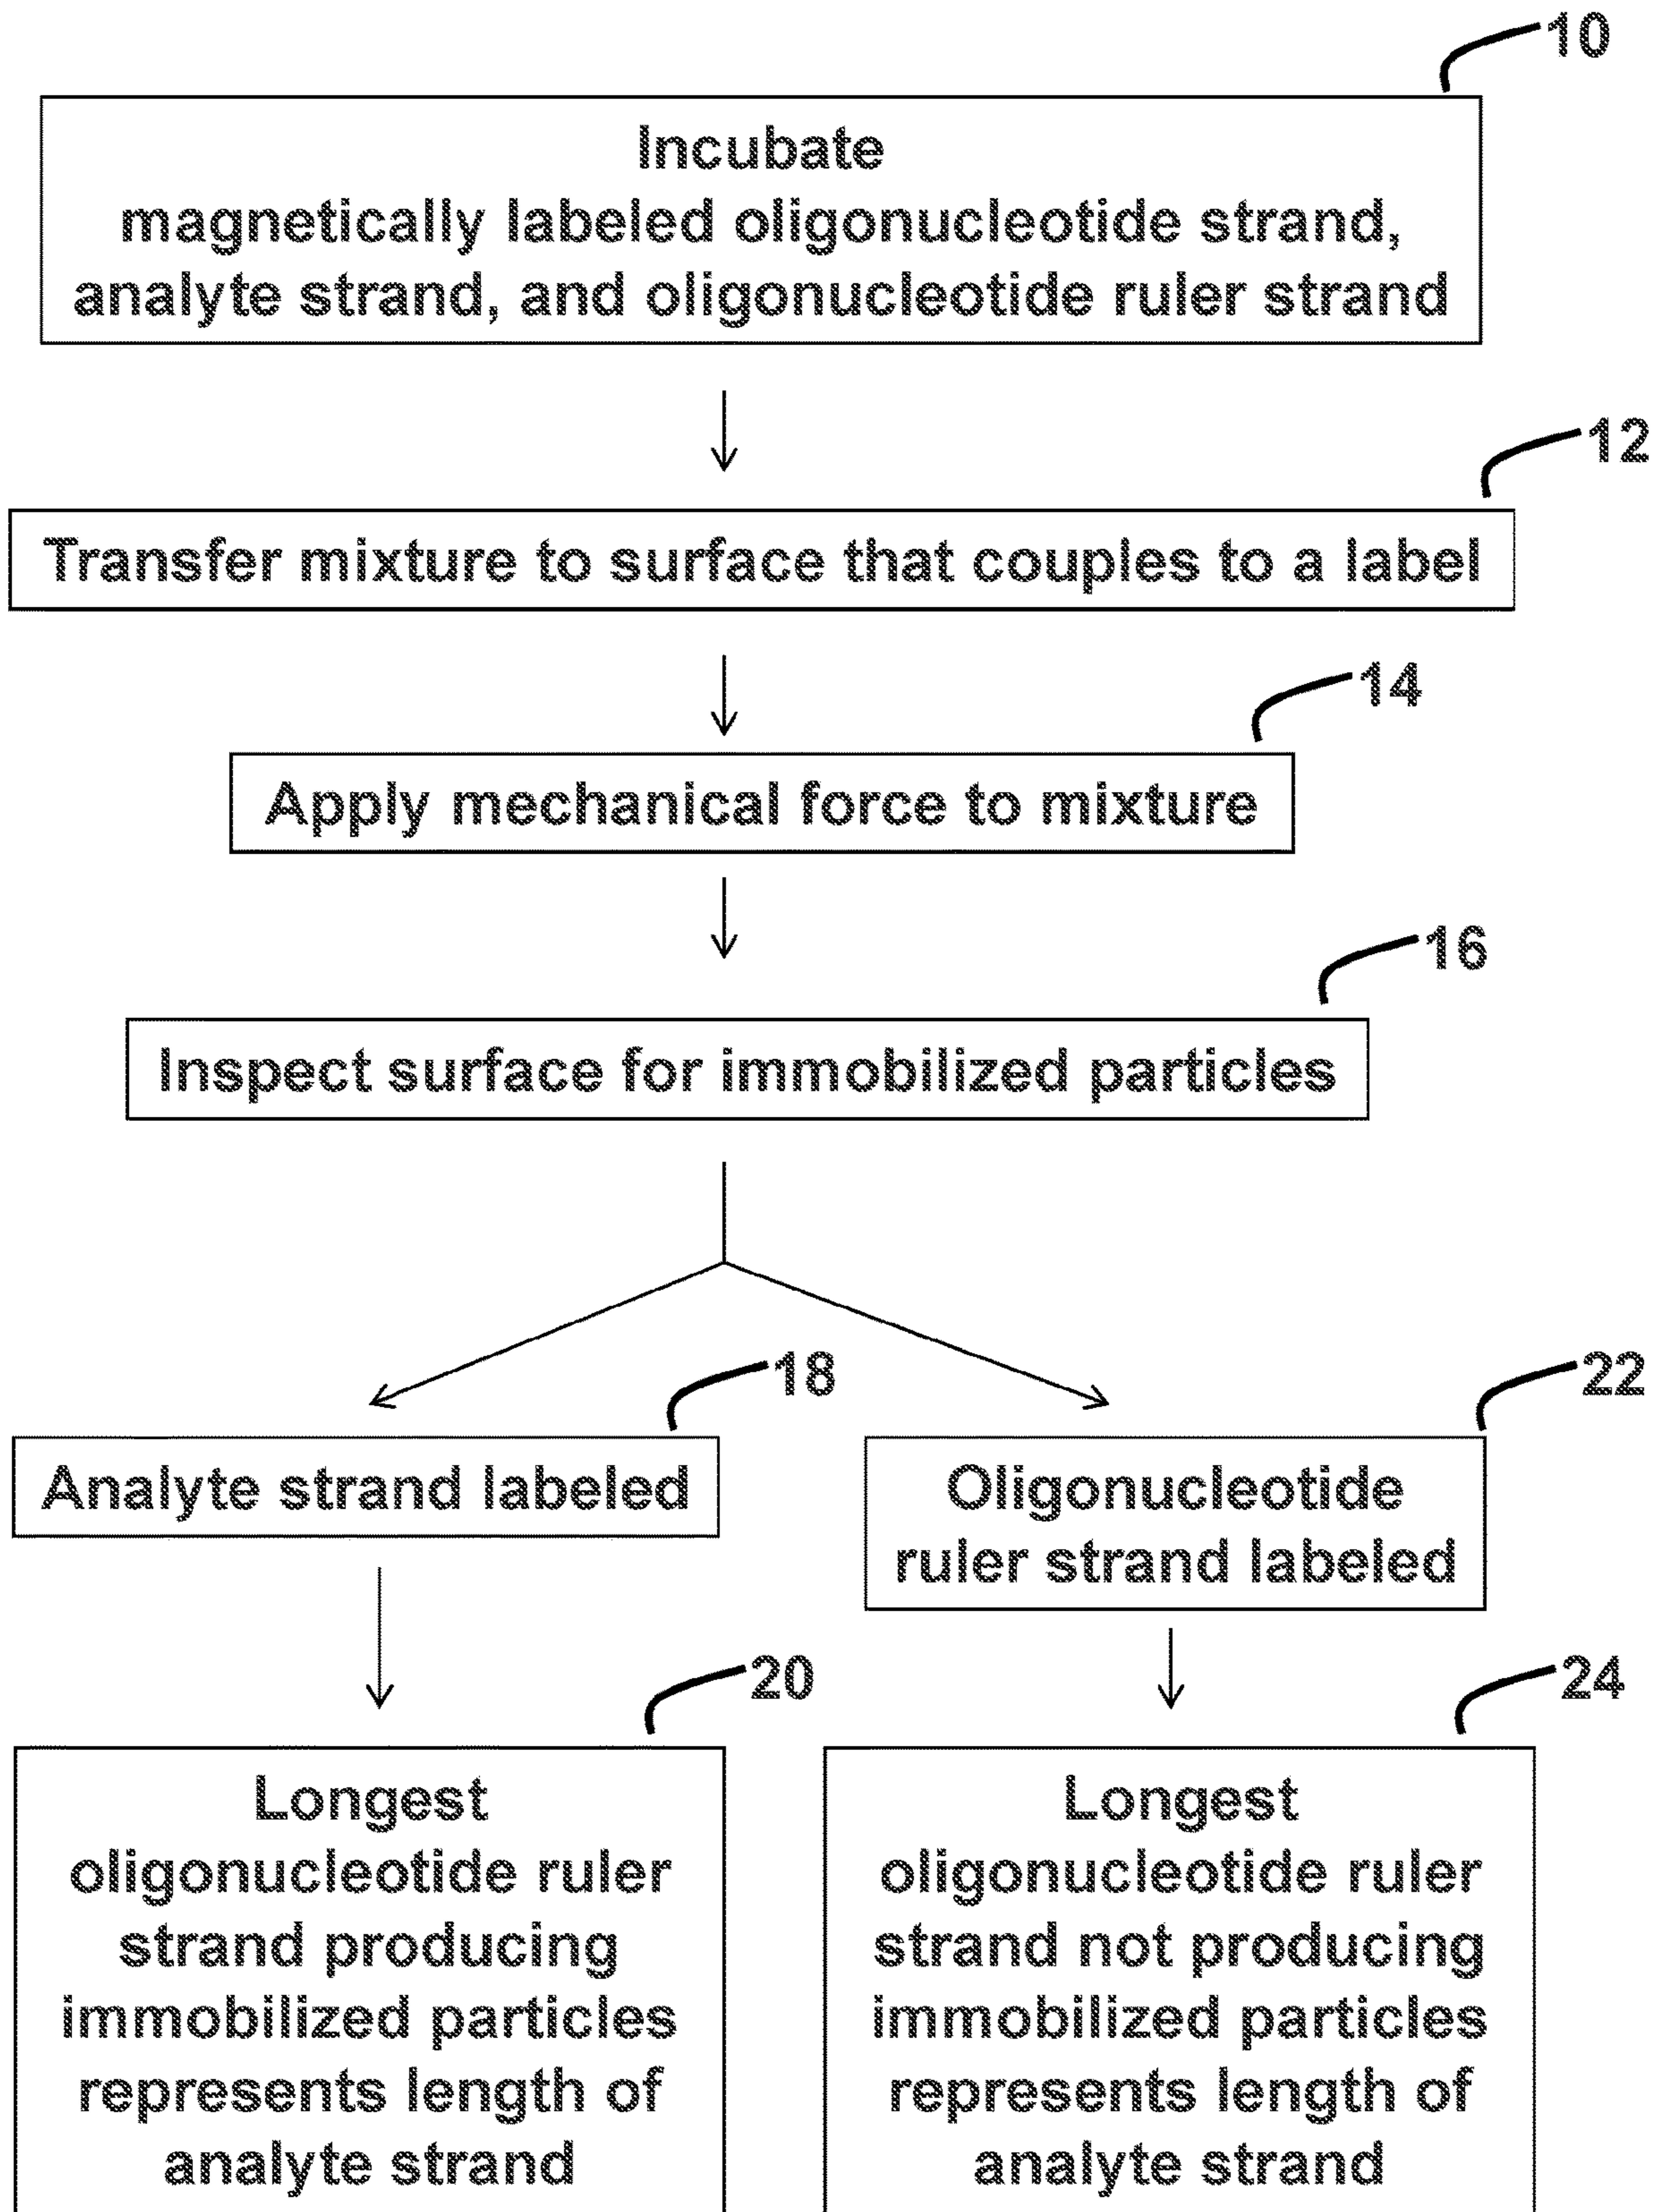 10
Incubate
magnetically labeled oligonucleotide strand,
analyte strand, and oligonucleotide ruler strand
12
Transfer mixture to surface that couples to a label
14
Apply mechanical force to mixture
16
Inspect surface for immobilized particles
18
Analyte strand labeled
22
Oligonucleotide
ruler strand labeled
20
Longest
oligonucleotide ruler
strand producing
immobilized particles
represents length of
analyte strand
24
Longest
oligonucleotide ruler
strand not producing
immobilized particles
represents length of
analyte strand